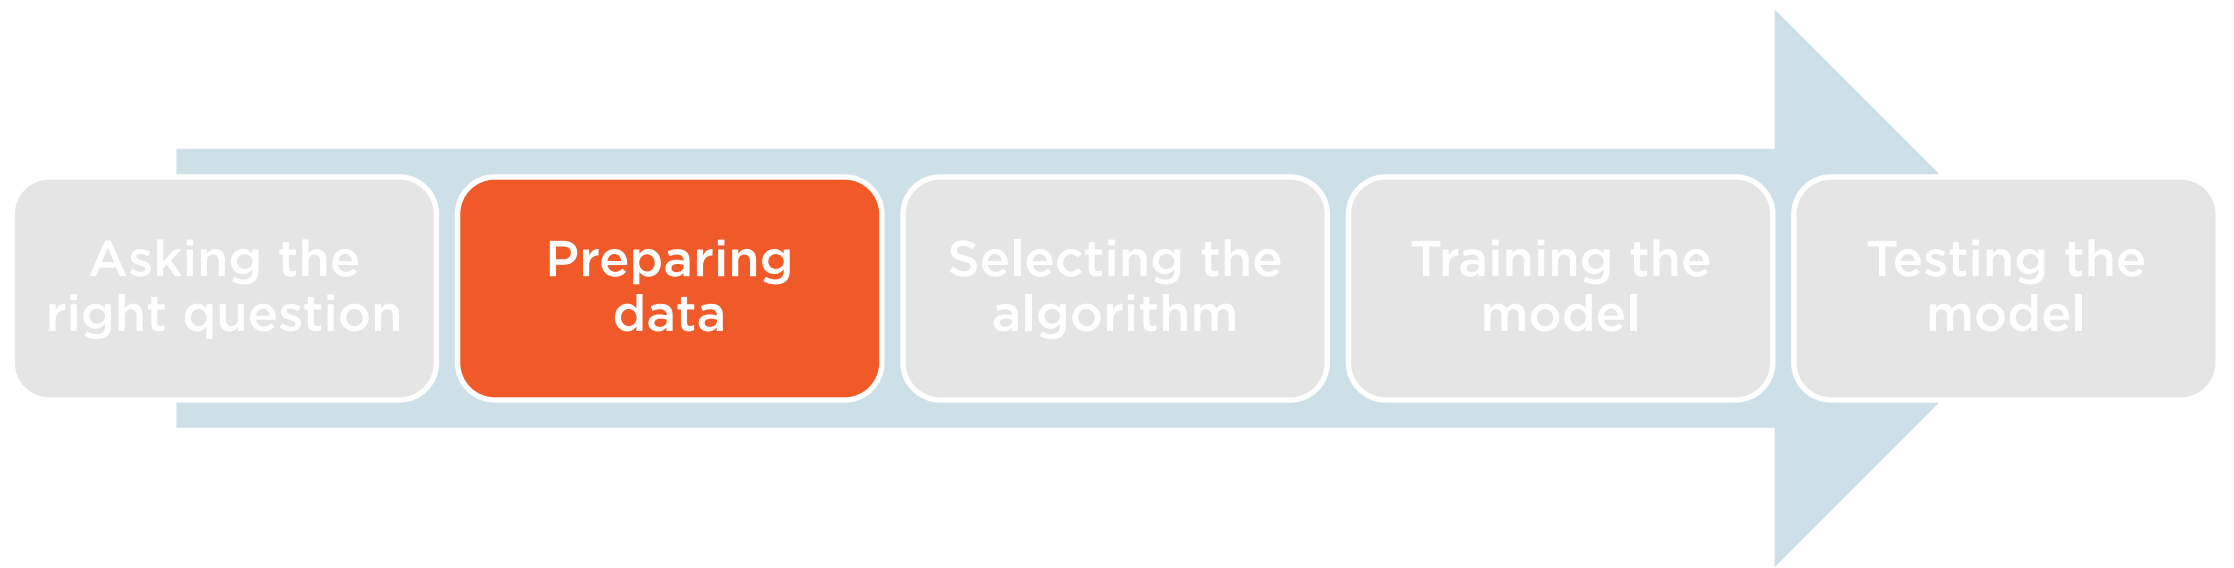 Asking the
right question
Preparing
data
Selecting the
algorithm
Training the
model
Testing the
model